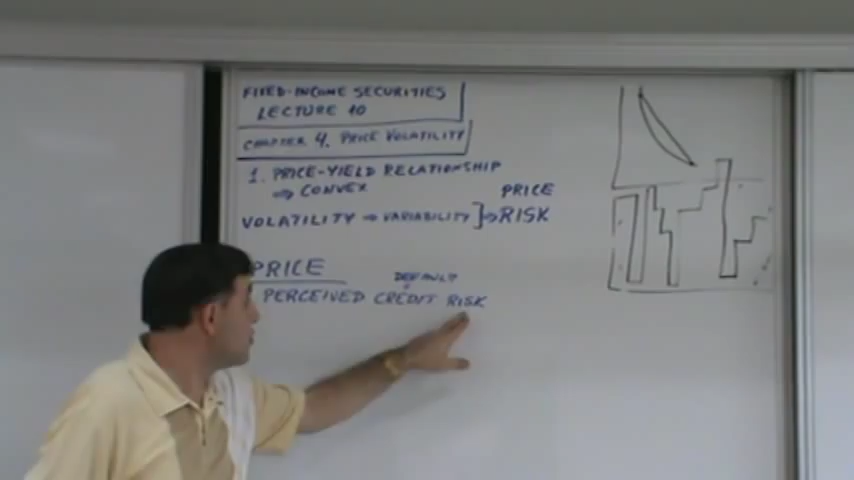 FIXED-INCOME SECURITIES
LECTURE 10
CHAPTER 4. PRICE VOLATILITY
1. PRICE-YIELD RELATIONSHIP
⇒ CONVEX
VOLATILITY ⇒ VARIABILITY ] ⇒ PRICE RISK
PRICE
DEFAULT
PERCEIVED CREDIT RISK